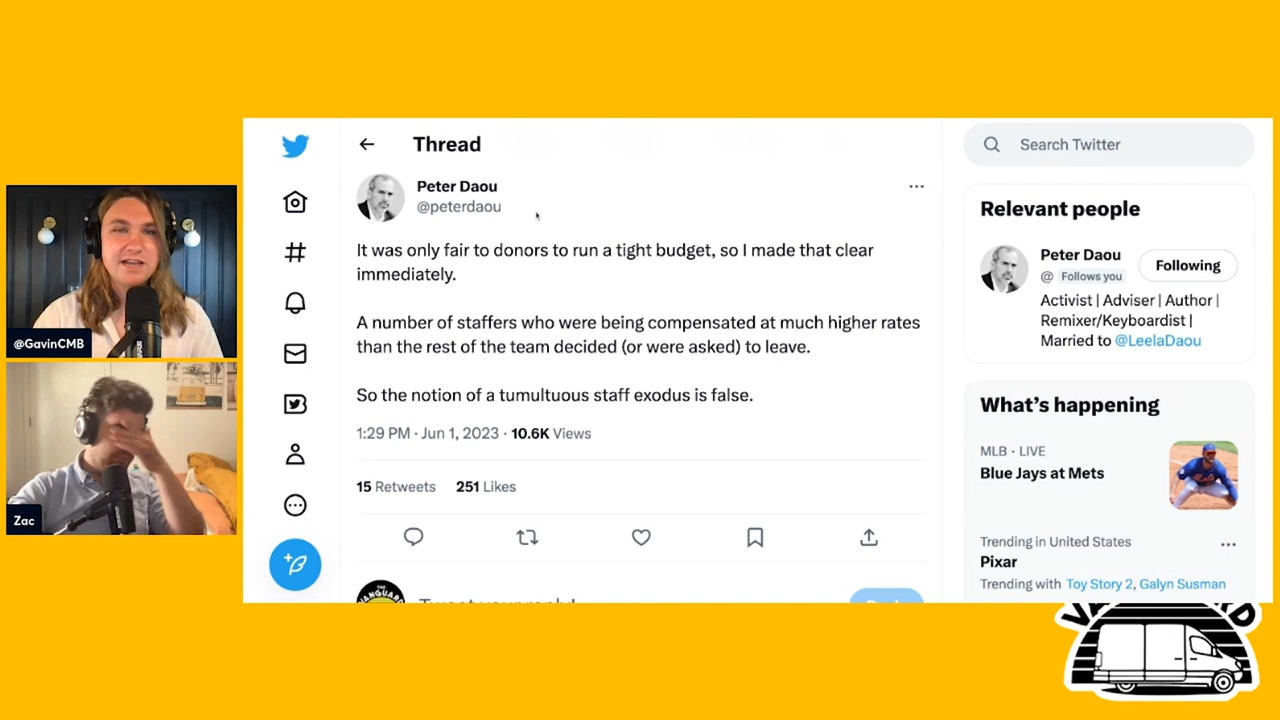 Thread
Peter Daou
@peterdaou
It was only fair to donors to run a tight budget, so I made that clear
immediately.
A number of staffers who were being compensated at much higher rates
than the rest of the team decided (or were asked) to leave.
So the notion of a tumultuous staff exodus is false.
1:29 PM · Jun 1, 2023 · 10.6K Views
15 Retweets 251 Likes
THE
VANGUARD
Search Twitter
Relevant people
Peter Daou
@ Follows you
Following
Activist | Adviser | Author |
Remixer/Keyboardist |
Married to @LeelaDaou
What's happening
MLB · LIVE
Blue Jays at Mets
Trending in United States
Pixar
Trending with Toy Story 2, Galyn Susman
@GavinCMB
Zac